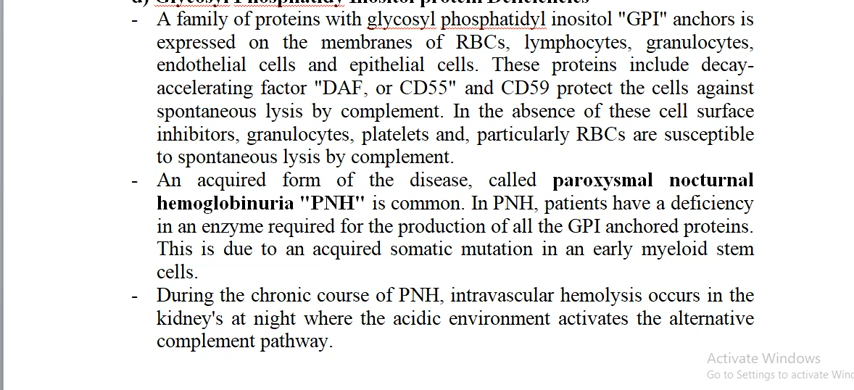 d) Glycosyl Phosphatidy Inositol protein Deficiencies
- A family of proteins with glycosyl phosphatidyl inositol "GPI" anchors is
expressed on the membranes of RBCs, lymphocytes, granulocytes,
endothelial cells and epithelial cells. These proteins include decay-
accelerating factor "DAF, or CD55" and CD59 protect the cells against
spontaneous lysis by complement. In the absence of these cell surface
inhibitors, granulocytes, platelets and, particularly RBCs are susceptible
to spontaneous lysis by complement.
- An acquired form of the disease, called paroxysmal nocturnal
hemoglobinuria "PNH" is common. In PNH, patients have a deficiency
in an enzyme required for the production of all the GPI anchored proteins.
This is due to an acquired somatic mutation in an early myeloid stem
cells.
- During the chronic course of PNH, intravascular hemolysis occurs in the
kidney's at night where the acidic environment activates the alternative
complement pathway.
Activate Windows
Go to Settings to activate Winc